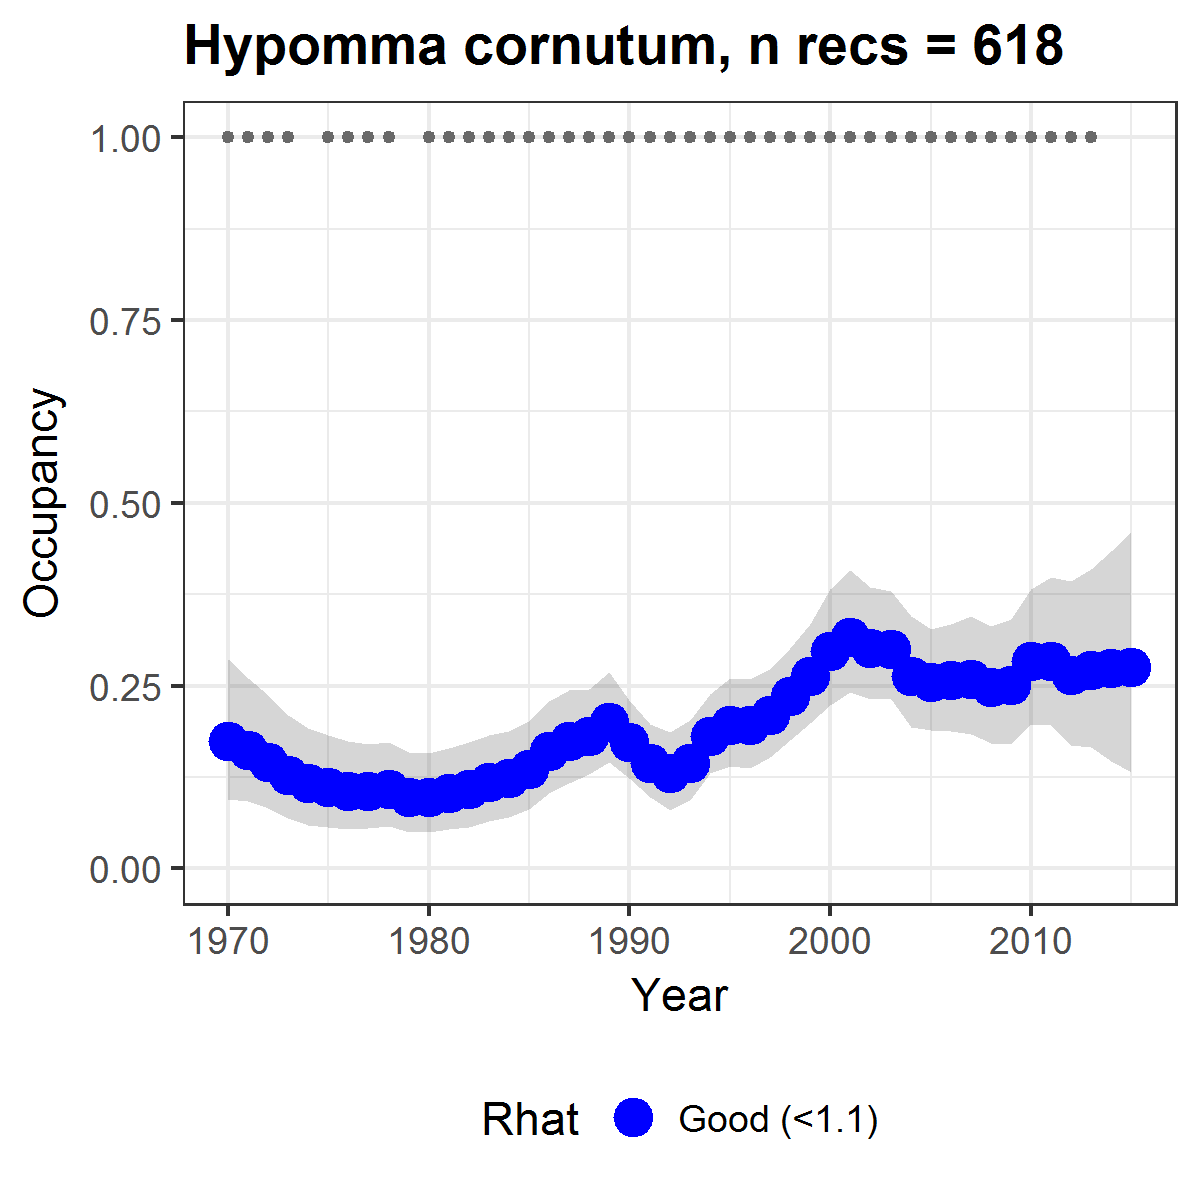 Hypomma cornutum, n recs = 618
1.00
0.75
0.50
0.25
0.00
Occupancy
1970 1980 1990 2000 2010
Year
Rhat Good (<1.1)